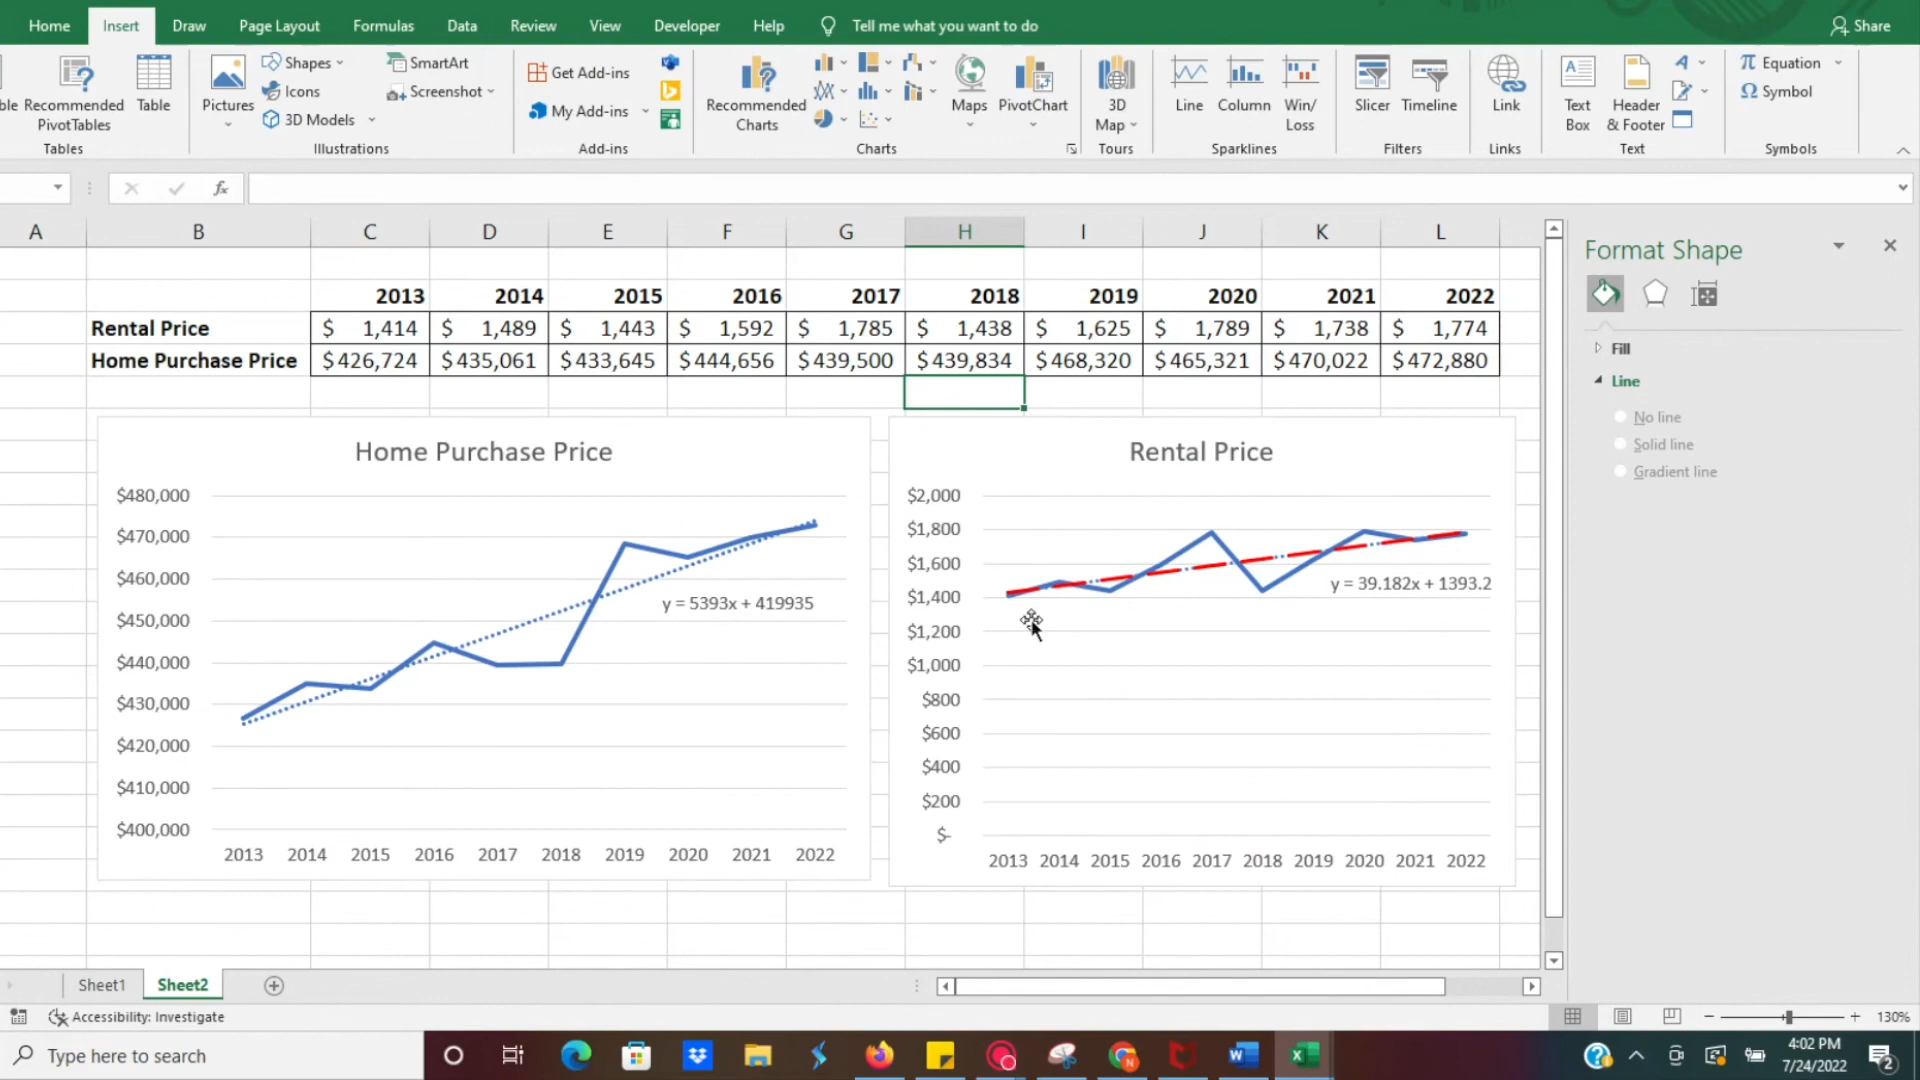 Home Insert Draw Page Layout Formulas Data Review View Developer Help Tell me what you want to do Share
Recommended PivotTables
Table
Tables
Pictures
Shapes
Icons
3D Models
SmartArt
Screenshot
Illustrations
Get Add-ins
My Add-ins
Add-ins
Recommended Charts
Maps
PivotChart
Charts
3D Map
Tours
Line
Column
Win/Loss
Sparklines
Slicer
Timeline
Filters
Link
Links
Text Box
Header & Footer
Text
Equation
Symbol
Symbols
fx
A B C D E F G H I J K L
2013 2014 2015 2016 2017 2018 2019 2020 2021 2022
Rental Price $ 1,414 $ 1,489 $ 1,443 $ 1,592 $ 1,785 $ 1,438 $ 1,625 $ 1,789 $ 1,738 $ 1,774
Home Purchase Price $426,724 $435,061 $433,645 $444,656 $439,500 $439,834 $468,320 $465,321 $470,022 $472,880
Home Purchase Price
$480,000
$470,000
$460,000
$450,000
$440,000
$430,000
$420,000
$410,000
$400,000
y = 5393x + 419935
2013 2014 2015 2016 2017 2018 2019 2020 2021 2022
Rental Price
$2,000
$1,800
$1,600
$1,400
$1,200
$1,000
$800
$600
$400
$200
$-
y = 39.182x + 1393.2
2013 2014 2015 2016 2017 2018 2019 2020 2021 2022
Format Shape
Fill
Line
No line
Solid line
Gradient line
Sheet1 Sheet2
Accessibility: Investigate
130%
Type here to search
4:02 PM
7/24/2022
2